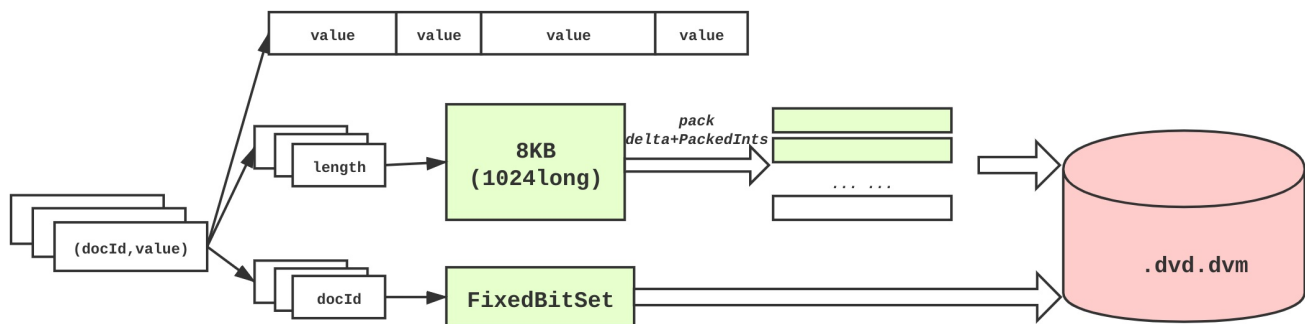 value value value value
pack
delta+PackedInts
8KB
(1024long)
length
... ...
(docId,value)
.dvd.dvm
docId
FixedBitSet